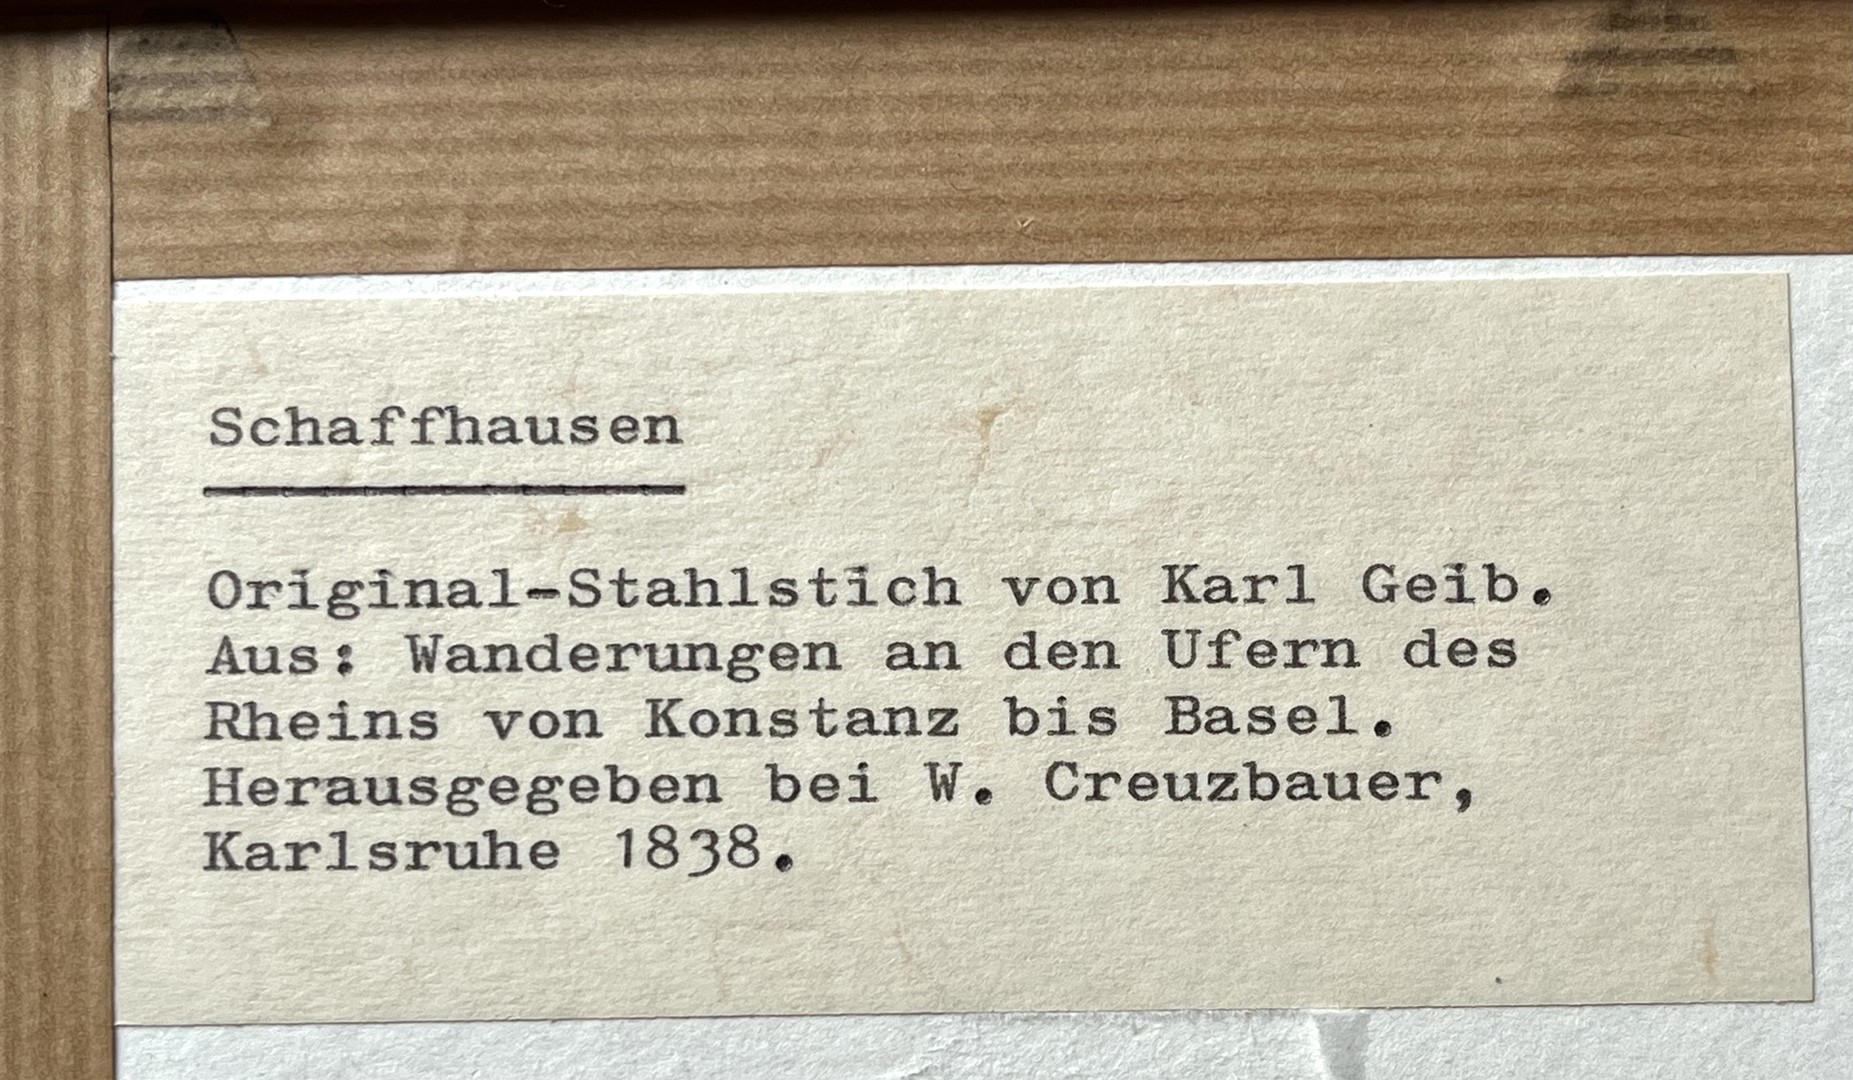 Schaffhausen
Original-Stahlstich von Karl Geib.
Aus: Wanderungen an den Ufern des
Rheins von Konstanz bis Basel.
Herausgegeben bei W. Creuzbauer,
Karlsruhe 1838.